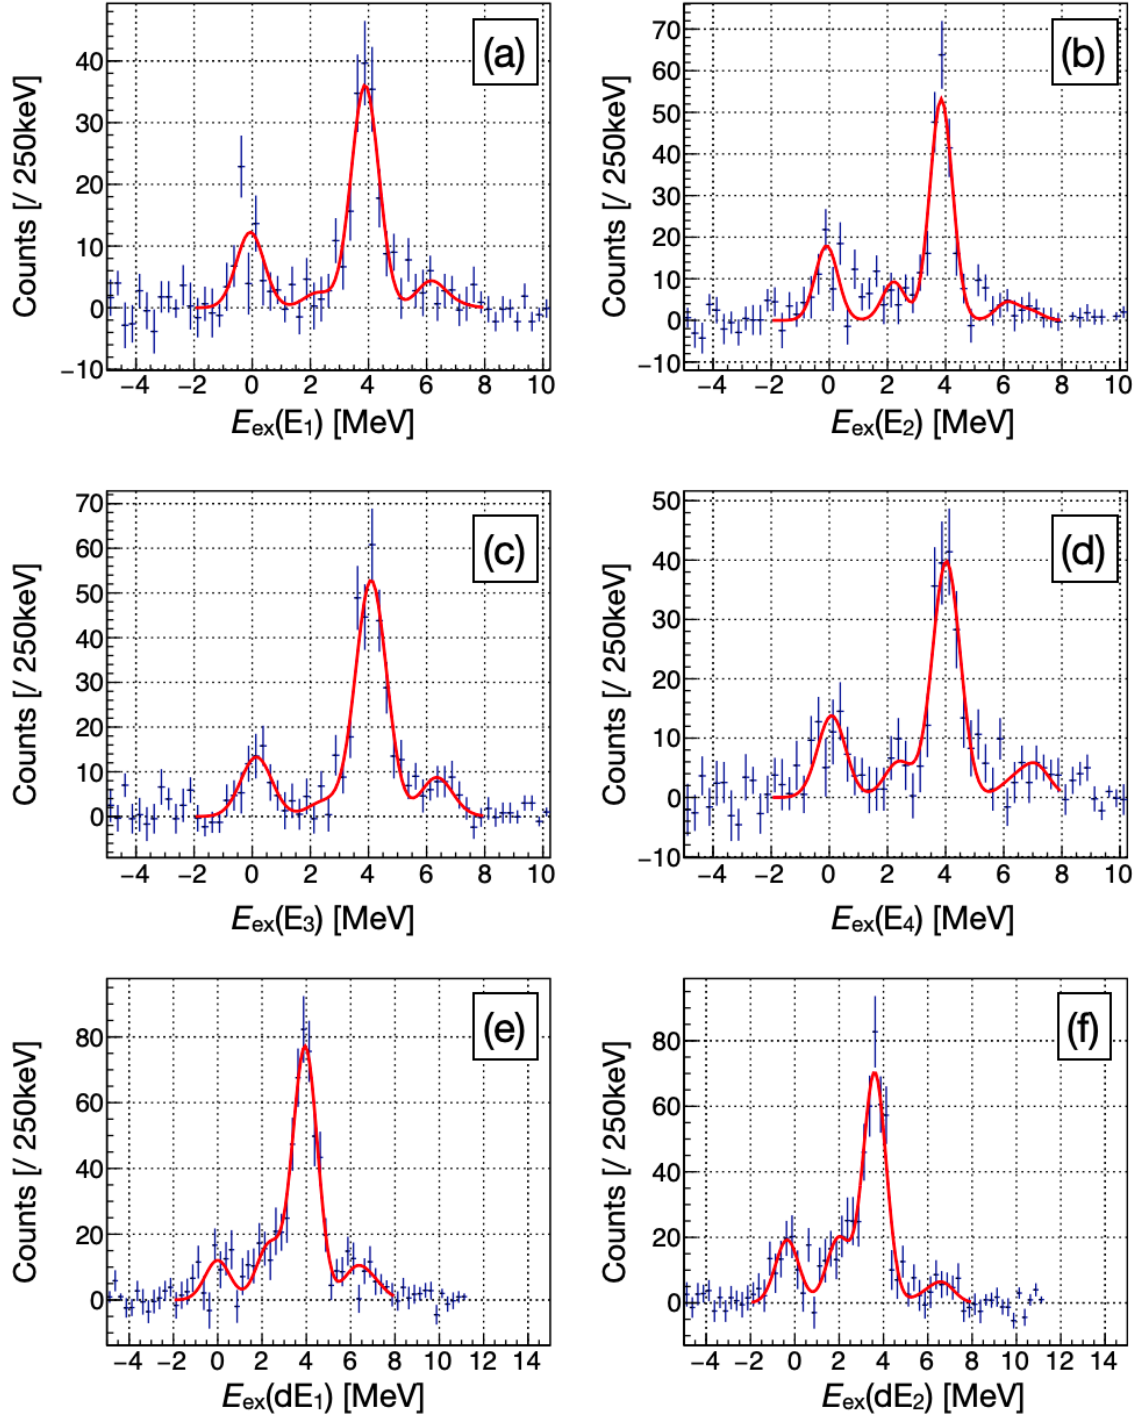 (a)
Counts [/ 250keV]
40
30
20
10
0
−10
−4 −2 0 2 4 6 8 10
Eex(E1) [MeV]
(b)
Counts [/ 250keV]
70
60
50
40
30
20
10
0
−10
−4 −2 0 2 4 6 8 10
Eex(E2) [MeV]
(c)
Counts [/ 250keV]
70
60
50
40
30
20
10
0
−4 −2 0 2 4 6 8 10
Eex(E3) [MeV]
(d)
Counts [/ 250keV]
50
40
30
20
10
0
−10
−4 −2 0 2 4 6 8 10
Eex(E4) [MeV]
(e)
Counts [/ 250keV]
80
60
40
20
0
−4 −2 0 2 4 6 8 10 12 14
Eex(dE1) [MeV]
(f)
Counts [/ 250keV]
80
60
40
20
0
−4 −2 0 2 4 6 8 10 12 14
Eex(dE2) [MeV]